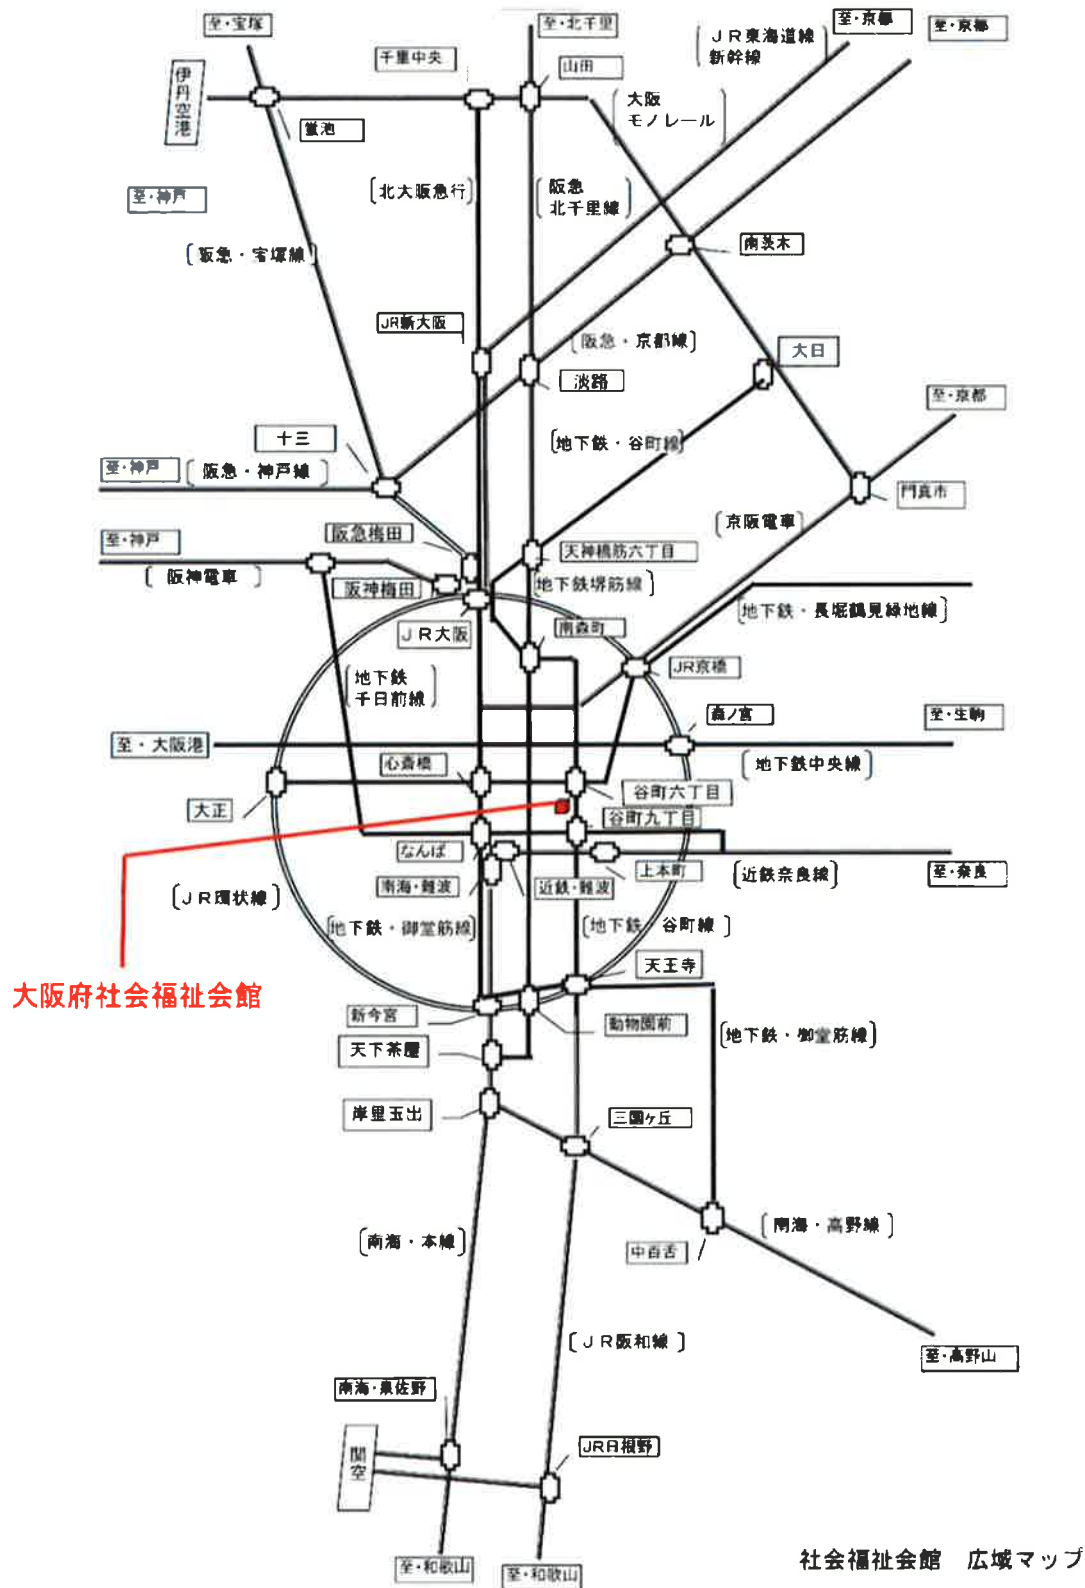 至・宝塚
至・北千里
至・京都
至・京都
JR東海道線
新幹線
千里中央
山田
伊丹空港
蛍池
大阪
モノレール
至・神戸
北大阪急行
阪急
北千里線
阪急・宝塚線
南茨木
JR新大阪
阪急・京都線
大日
淡路
至・京都
十三
地下鉄・谷町線
至・神戸
阪急・神戸線
門真市
京阪電車
阪急梅田
至・神戸
天神橋筋六丁目
阪神電車
阪神梅田
地下鉄堺筋線
地下鉄・長堀鶴見緑地線
JR大阪
南森町
JR京橋
地下鉄
千日前線
森ノ宮
至・生駒
至・大阪港
心斎橋
地下鉄中央線
大正
谷町六丁目
谷町九丁目
なんば
上本町
近鉄奈良線
至・奈良
南海・難波
近鉄・難波
JR環状線
地下鉄・御堂筋線
地下鉄・谷町線
天王寺
大阪府社会福祉会館
新今宮
動物園前
地下鉄・御堂筋線
天下茶屋
岸里玉出
三国ヶ丘
南海・高野線
南海・本線
中百舌
JR阪和線
至・高野山
南海・泉佐野
関空
JR日根野
至・和歌山
至・和歌山
社会福祉会館 広域マップ